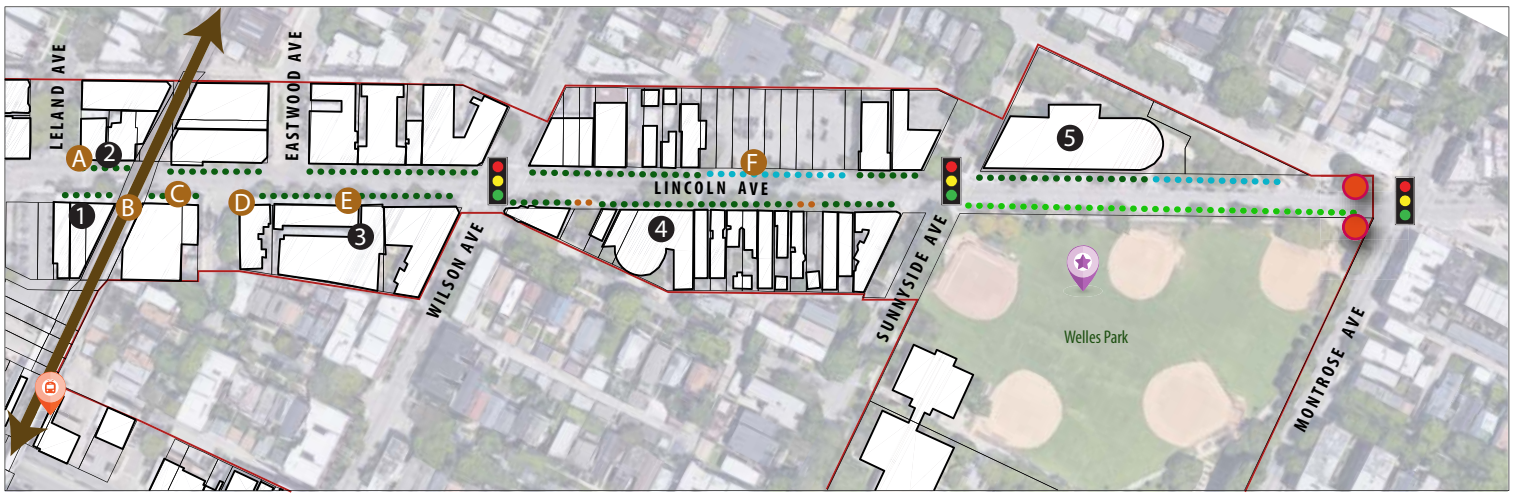 LELAND AVE
EASTWOOD AVE
A
2
1
B
C
D
E
3
F
LINCOLN AVE
4
5
WILSON AVE
SUNNYSIDE AVE
Welles Park
MONTROSE AVE